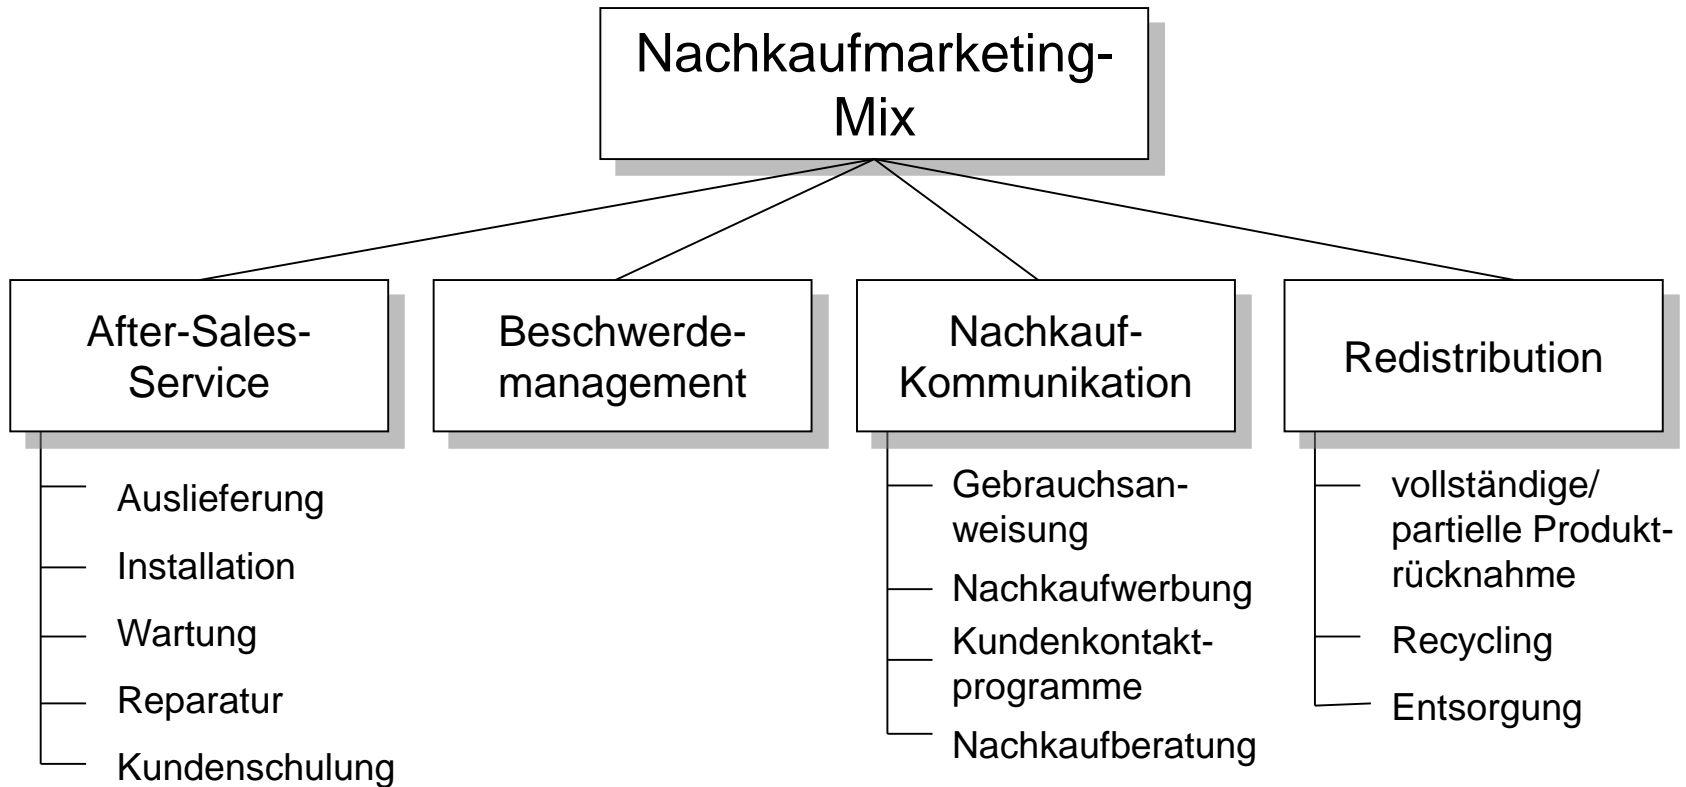 Nachkaufmarketing-
Mix
After-Sales-
Service
Beschwerde-
management
Nachkauf-
Kommunikation
Redistribution
Auslieferung
Installation
Wartung
Reparatur
Kundenschulung
Gebrauchsan-
weisung
Nachkaufwerbung
Kundenkontakt-
programme
Nachkaufberatung
vollständige/
partielle Produkt-
rücknahme
Recycling
Entsorgung